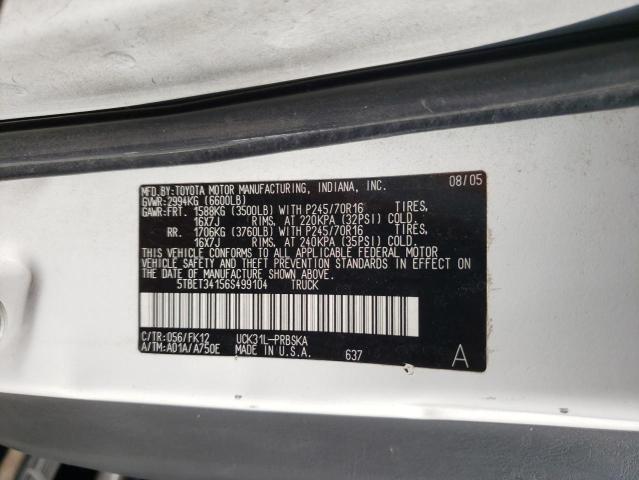 MFD.BY:TOYOTA MOTOR MANUFACTURING, INDIANA, INC. 08/05
GVWR:2994KG (6600LB)
GAWR:FRT. 1588KG (3500LB) WITH P245/70R16 TIRES,
16X7J RIMS, AT 220KPA (32PSI) COLD.
RR. 1706KG (3760LB) WITH P245/70R16 TIRES,
16X7J RIMS, AT 240KPA (35PSI) COLD.
THIS VEHICLE CONFORMS TO ALL APPLICABLE FEDERAL MOTOR
VEHICLE SAFETY AND THEFT PREVENTION STANDARDS IN EFFECT
ON THE DATE OF MANUFACTURE SHOWN ABOVE.
5TBET34156S499104 TRUCK
C/TR:056/FK12 UCK31L-PRBSKA
A/TM:A01A/A750E MADE IN U.S.A. 637 A